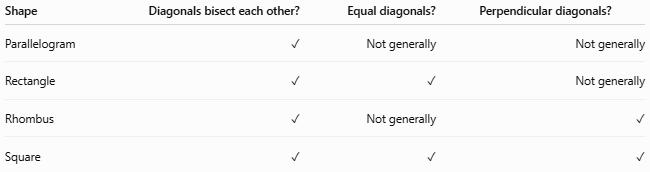 Shape Diagonals bisect each other? Equal diagonals? Perpendicular diagonals?
Parallelogram ✓ Not generally Not generally
Rectangle ✓ ✓ Not generally
Rhombus ✓ Not generally ✓
Square ✓ ✓ ✓